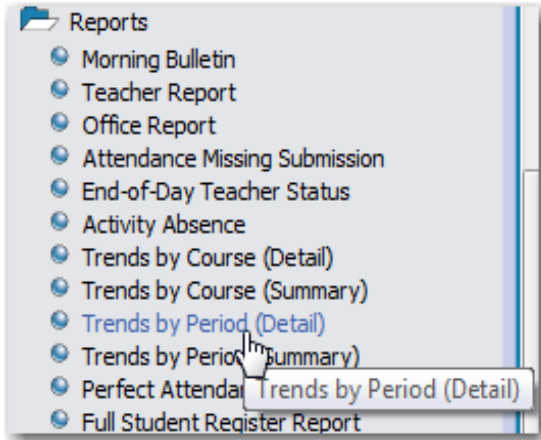 Reports
Morning Bulletin
Teacher Report
Office Report
Attendance Missing Submission
End-of-Day Teacher Status
Activity Absence
Trends by Course (Detail)
Trends by Course (Summary)
Trends by Period (Detail)
Trends by Period (Summary)
Perfect
Trends by Period (Detail)
Full Student Register Report